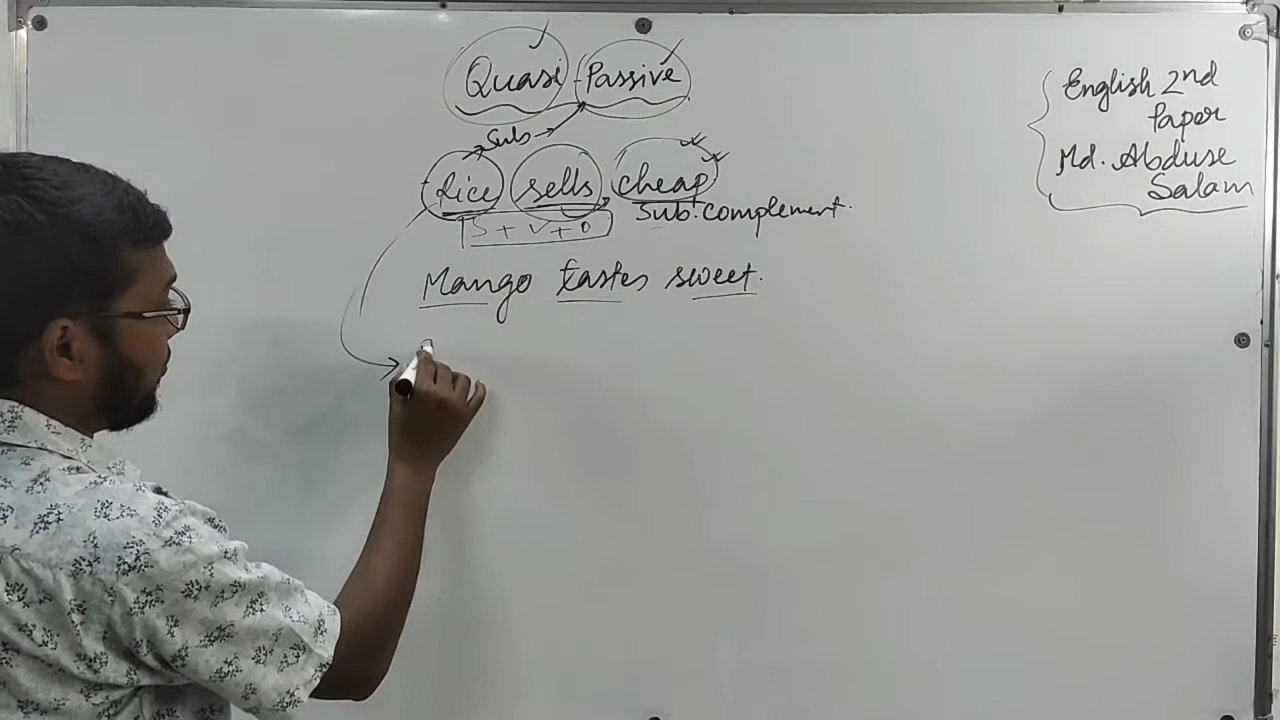 Quasi-Passive
→ Sub →
Rice sells cheap
S + V + O
Sub. complement.
Mango tastes sweet.
English 2nd
Paper
Md. Abduse
Salam